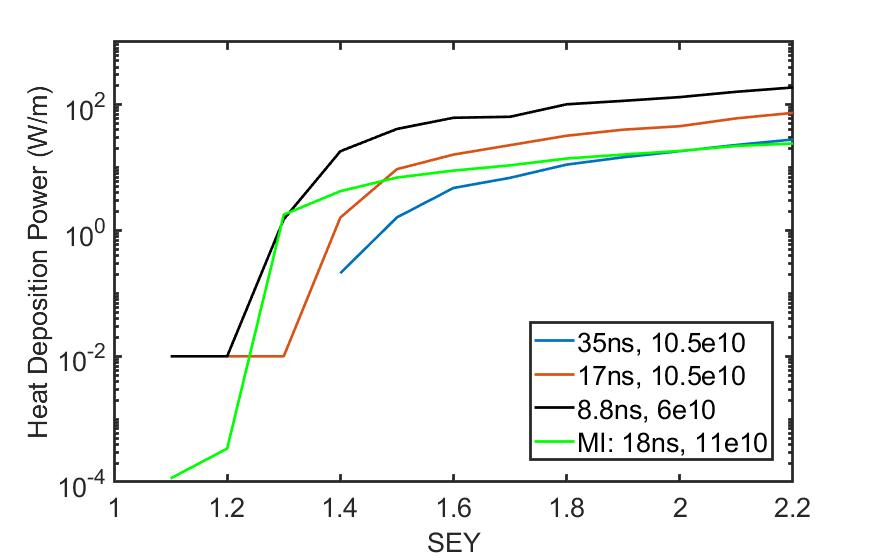 Heat Deposition Power (W/m)
10^2
10^0
10^-2
10^-4
35ns, 10.5e10
17ns, 10.5e10
8.8ns, 6e10
MI: 18ns, 11e10
1 1.2 1.4 1.6 1.8 2 2.2
SEY